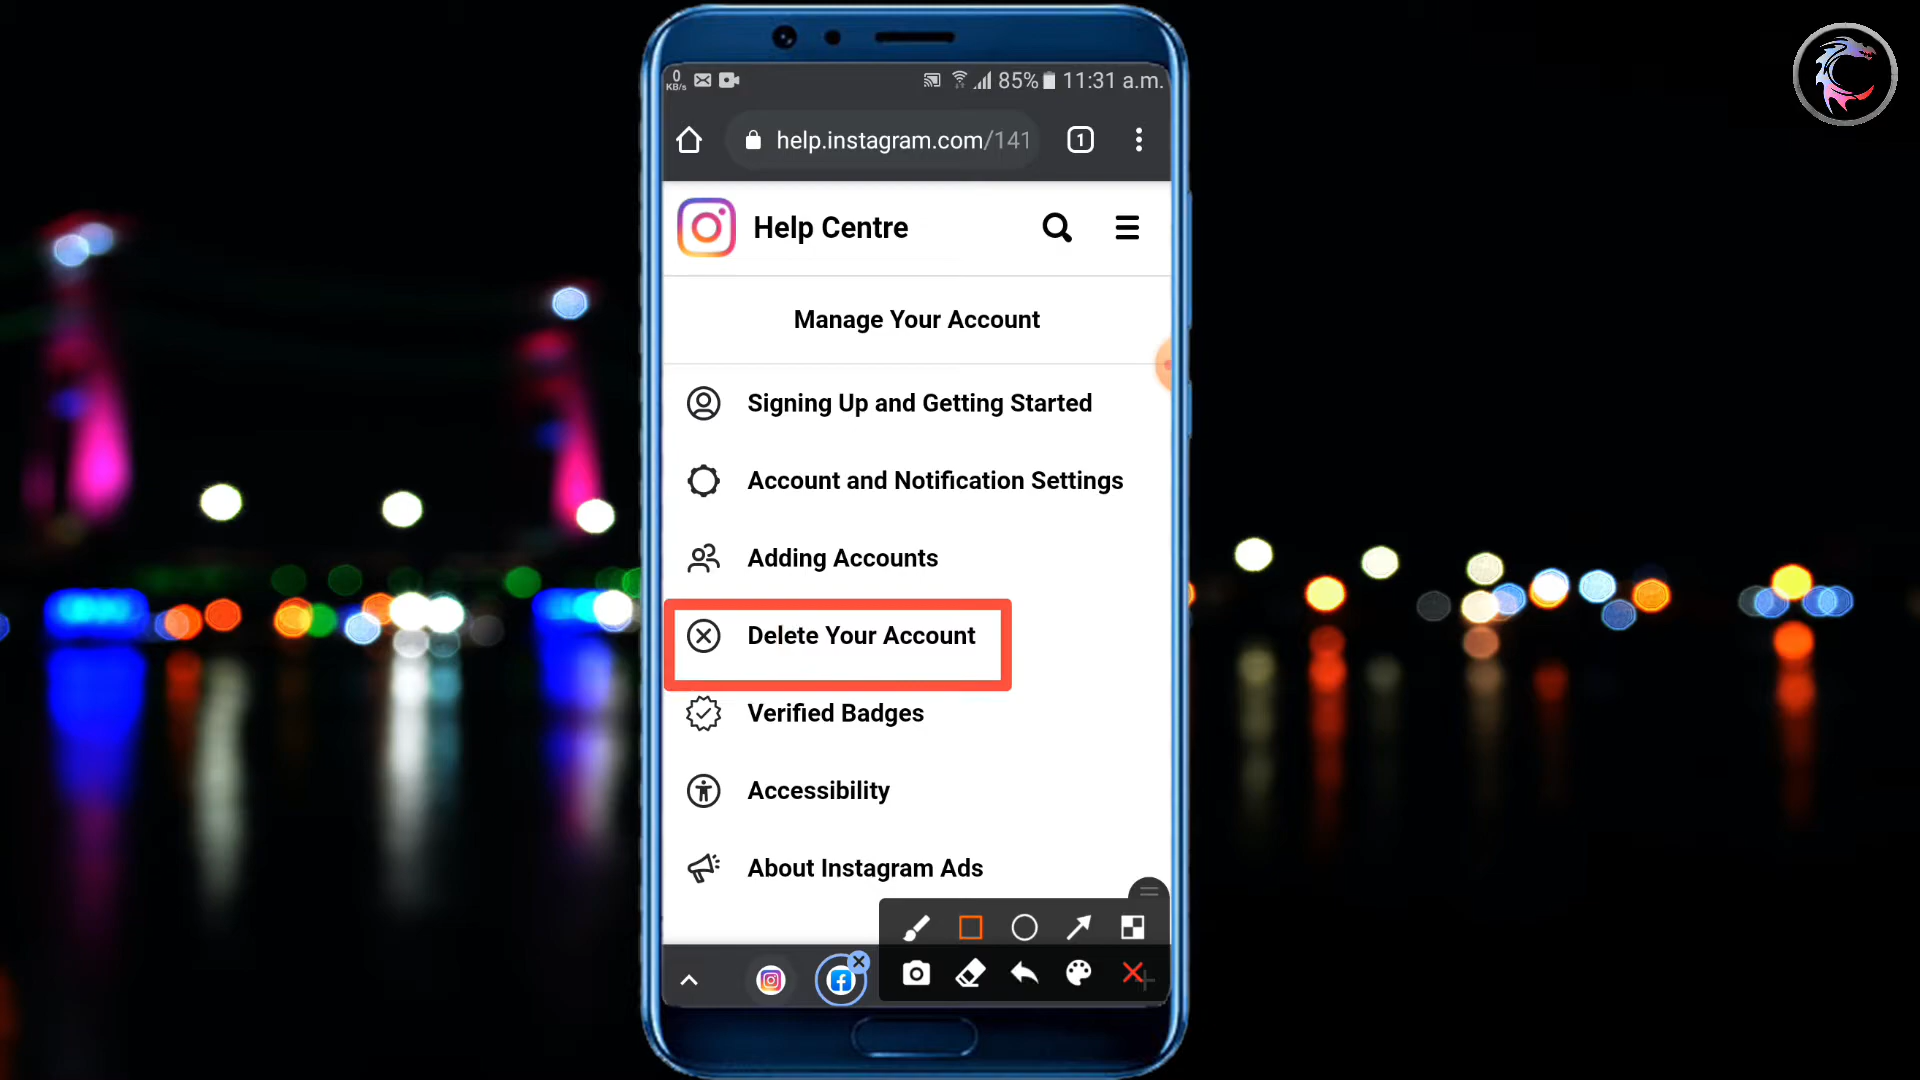 0
KB/s
85% 11:31 a.m.
help.instagram.com/141
1
Help Centre
Manage Your Account
Signing Up and Getting Started
Account and Notification Settings
Adding Accounts
Delete Your Account
Verified Badges
Accessibility
About Instagram Ads